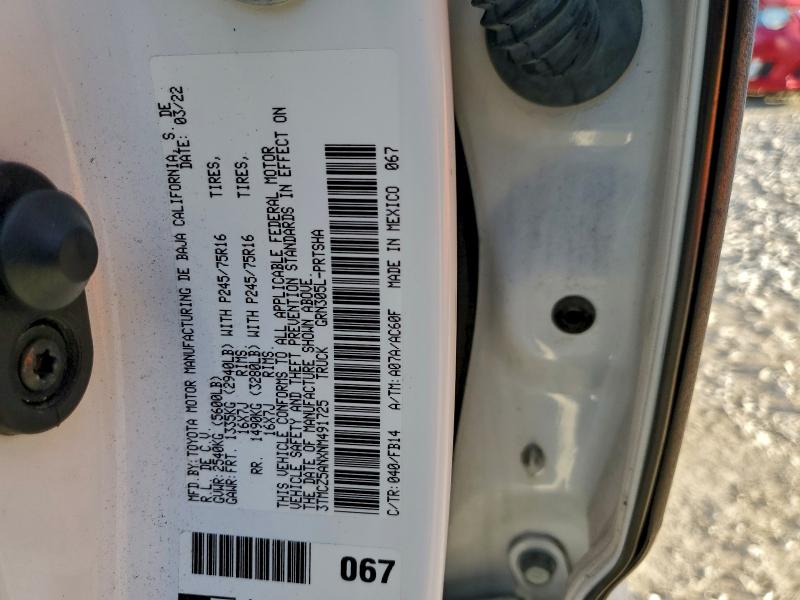 MFD.BY:TOYOTA MOTOR MANUFACTURING DE BAJA CALIFORNIA, S. DE
R.L. DE C.V. DATE: 03/22
GVWR: 2540KG (5600LB)
GAWR: FRT. 1335KG (2940LB) WITH P245/75R16 TIRES,
16X7J RIMS.
RR. 1490KG (3280LB) WITH P245/75R16 TIRES,
16X7J RIMS.
THIS VEHICLE CONFORMS TO ALL APPLICABLE FEDERAL MOTOR
VEHICLE SAFETY AND THEFT PREVENTION STANDARDS IN EFFECT ON
THE DATE OF MANUFACTURE SHOWN ABOVE.
3TMCZ5ANXNM491725 TRUCK GRN305L-PRTSHA
C/TR: 040/FB14 A/TM: A07A/AC60F MADE IN MEXICO 067
067